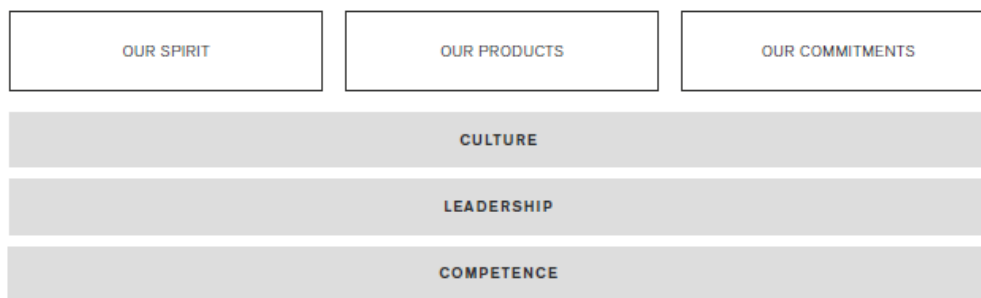 OUR SPIRIT
OUR PRODUCTS
OUR COMMITMENTS
CULTURE
LEADERSHIP
COMPETENCE